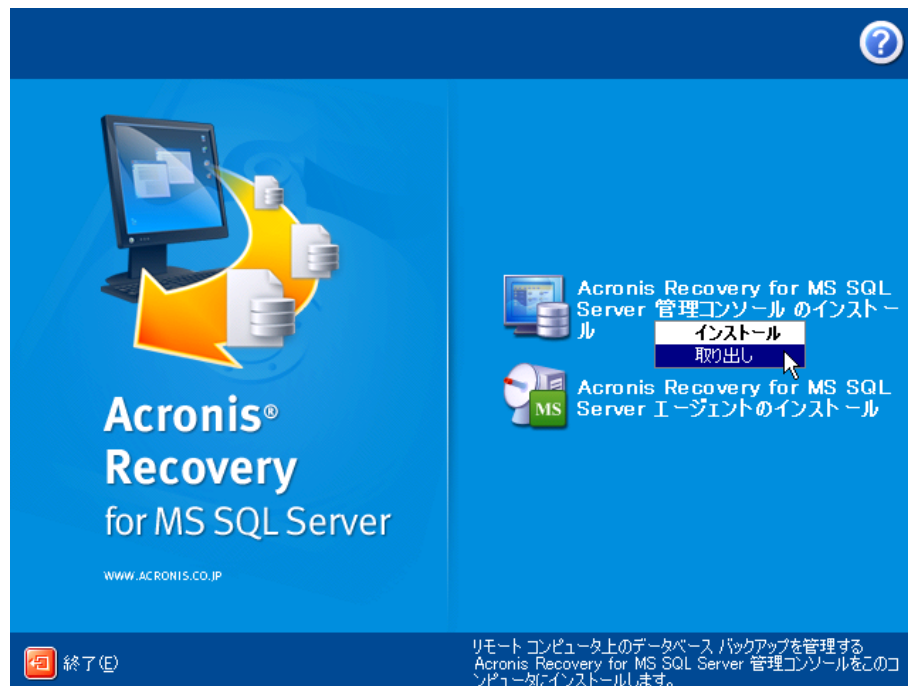 Acronis®
Recovery
for MS SQL Server
WWW.ACRONIS.CO.JP
Acronis Recovery for MS SQL
Server 管理コンソール のインストー
ル
インストール
取り出し
MS
Acronis Recovery for MS SQL
Server エージェントのインストール
終了(E)
リモート コンピュータ上のデータベース バックアップを管理する
Acronis Recovery for MS SQL Server 管理コンソールをこのコ
ンピュータにインストールします。